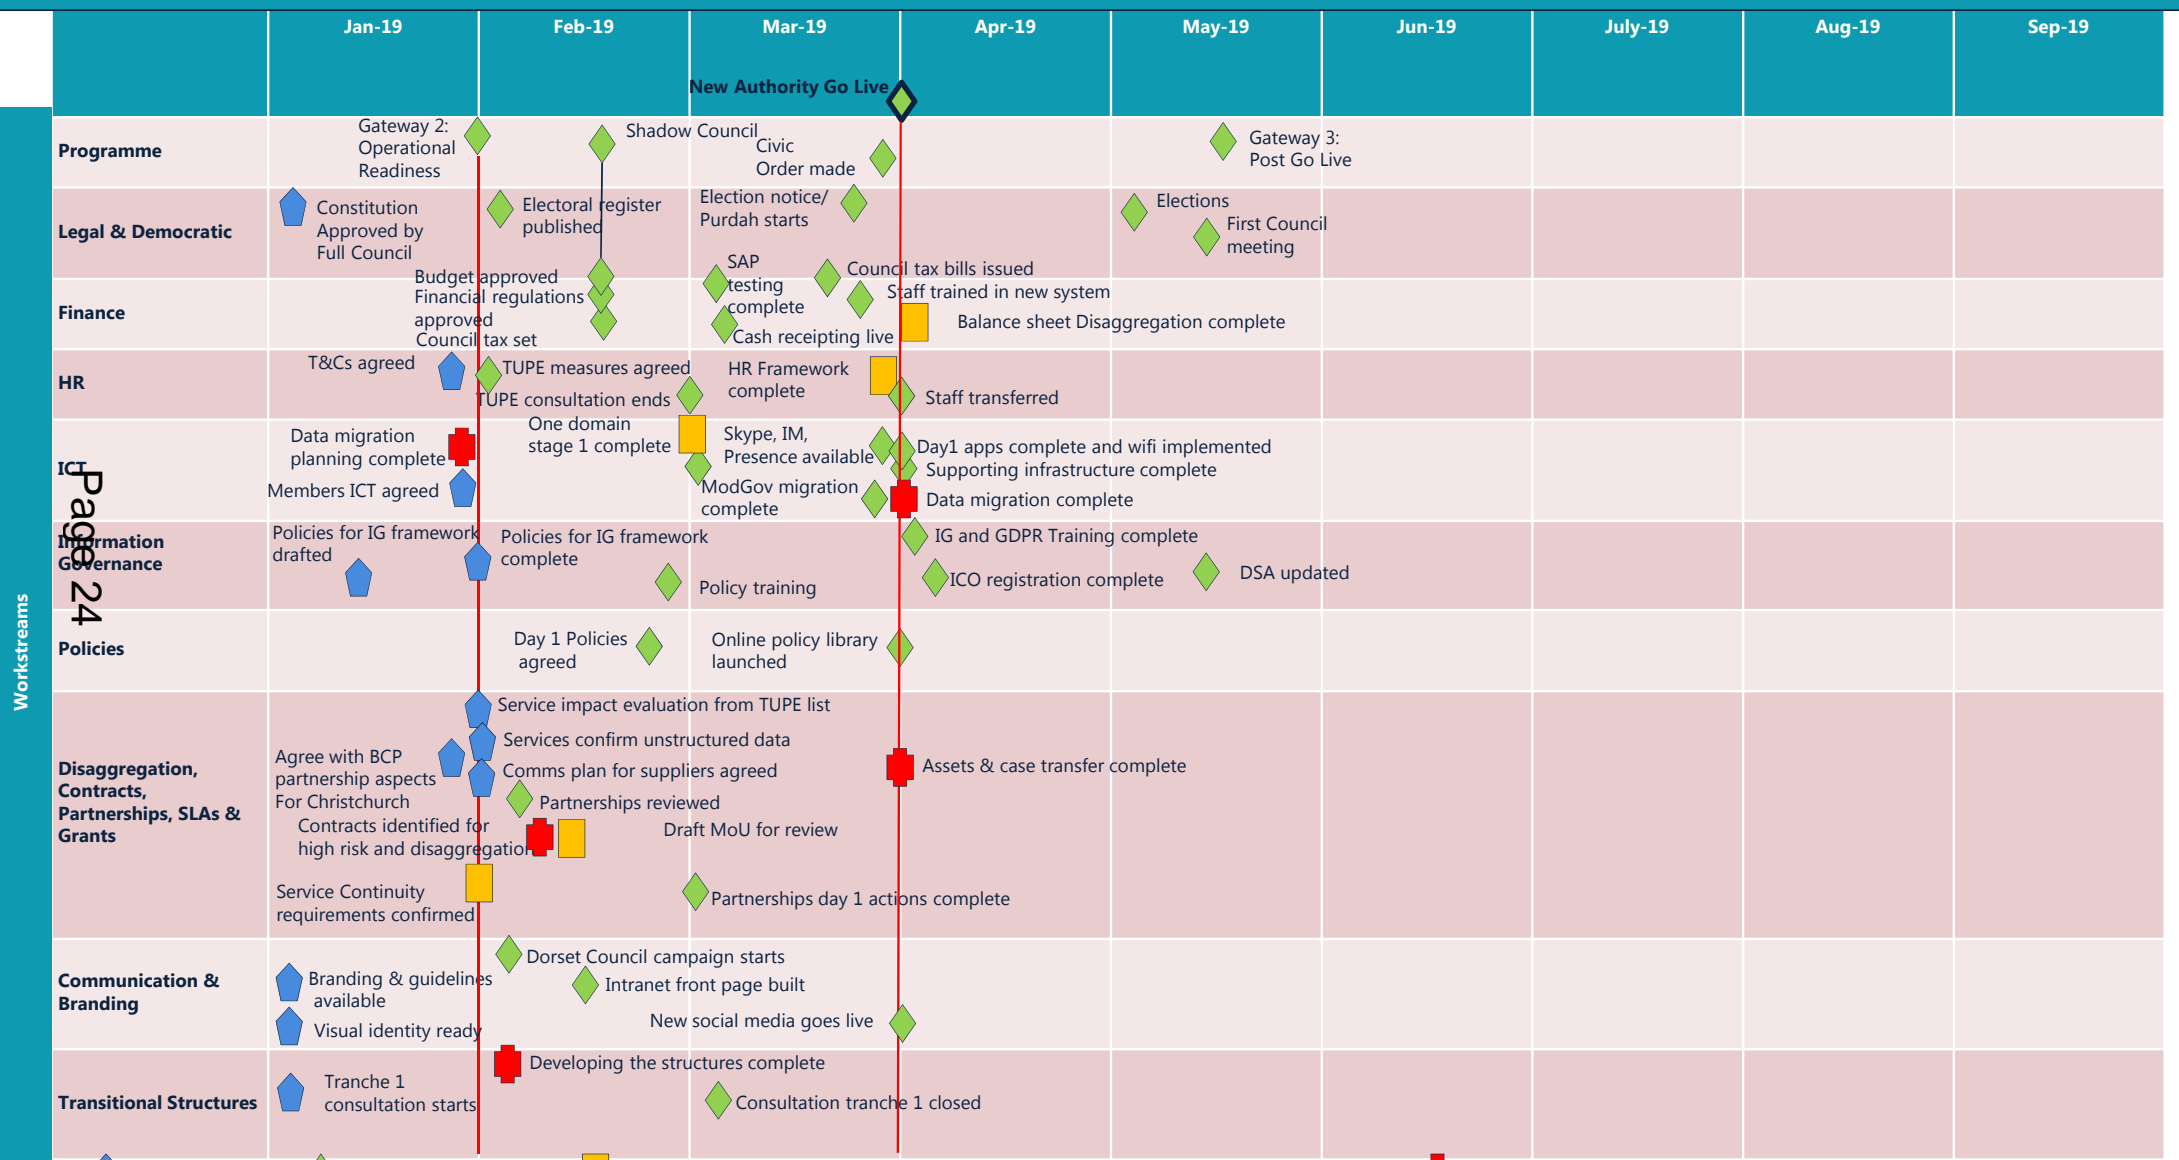 Jan-19
Feb-19
Mar-19
Apr-19
May-19
Jun-19
July-19
Aug-19
Sep-19
New Authority Go Live
Workstreams
Page 24
Programme
Gateway 2:
Operational
Readiness
Shadow Council
Civic
Order made
Gateway 3:
Post Go Live
Legal & Democratic
Constitution
Approved by
Full Council
Electoral register
published
Election notice/
Purdah starts
Elections
First Council
meeting
Finance
Budget approved
Financial regulations
approved
Council tax set
SAP
testing
complete
Cash receipting live
Council tax bills issued
Staff trained in new system
Balance sheet Disaggregation complete
HR
T&Cs agreed
TUPE measures agreed
TUPE consultation ends
HR Framework
complete
Staff transferred
ICT
Data migration
planning complete
Members ICT agreed
One domain
stage 1 complete
Skype, IM,
Presence available
ModGov migration
complete
Day1 apps complete and wifi implemented
Supporting infrastructure complete
Data migration complete
Information
Governance
Policies for IG framework
drafted
Policies for IG framework
complete
Policy training
IG and GDPR Training complete
ICO registration complete
DSA updated
Policies
Day 1 Policies
agreed
Online policy library
launched
Disaggregation,
Contracts,
Partnerships, SLAs &
Grants
Service impact evaluation from TUPE list
Services confirm unstructured data
Agree with BCP
partnership aspects
For Christchurch
Comms plan for suppliers agreed
Partnerships reviewed
Contracts identified for
high risk and disaggregation
Draft MoU for review
Service Continuity
requirements confirmed
Assets & case transfer complete
Partnerships day 1 actions complete
Communication &
Branding
Branding & guidelines
available
Visual identity ready
Dorset Council campaign starts
Intranet front page built
New social media goes live
Transitional Structures
Tranche 1
consultation starts
Developing the structures complete
Consultation tranche 1 closed